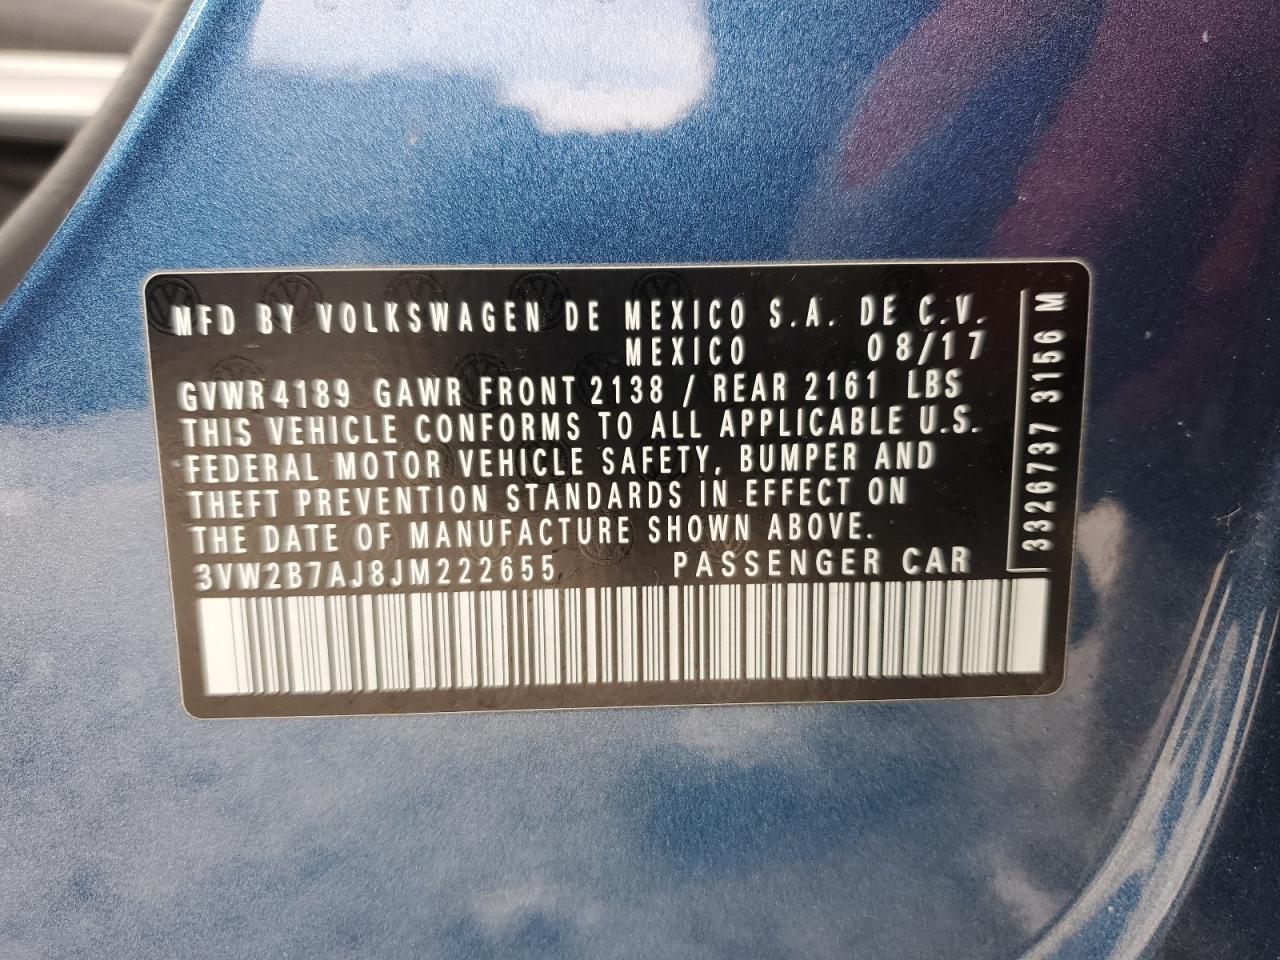 MFD BY VOLKSWAGEN DE MEXICO S.A. DE C.V.
MEXICO 08/17
GVWR 4189 GAWR FRONT 2138 / REAR 2161 LBS
THIS VEHICLE CONFORMS TO ALL APPLICABLE U.S.
FEDERAL MOTOR VEHICLE SAFETY, BUMPER AND
THEFT PREVENTION STANDARDS IN EFFECT ON
THE DATE OF MANUFACTURE SHOWN ABOVE.
3VW2B7AJ8JM222655 PASSENGER CAR
3326737 3156 M